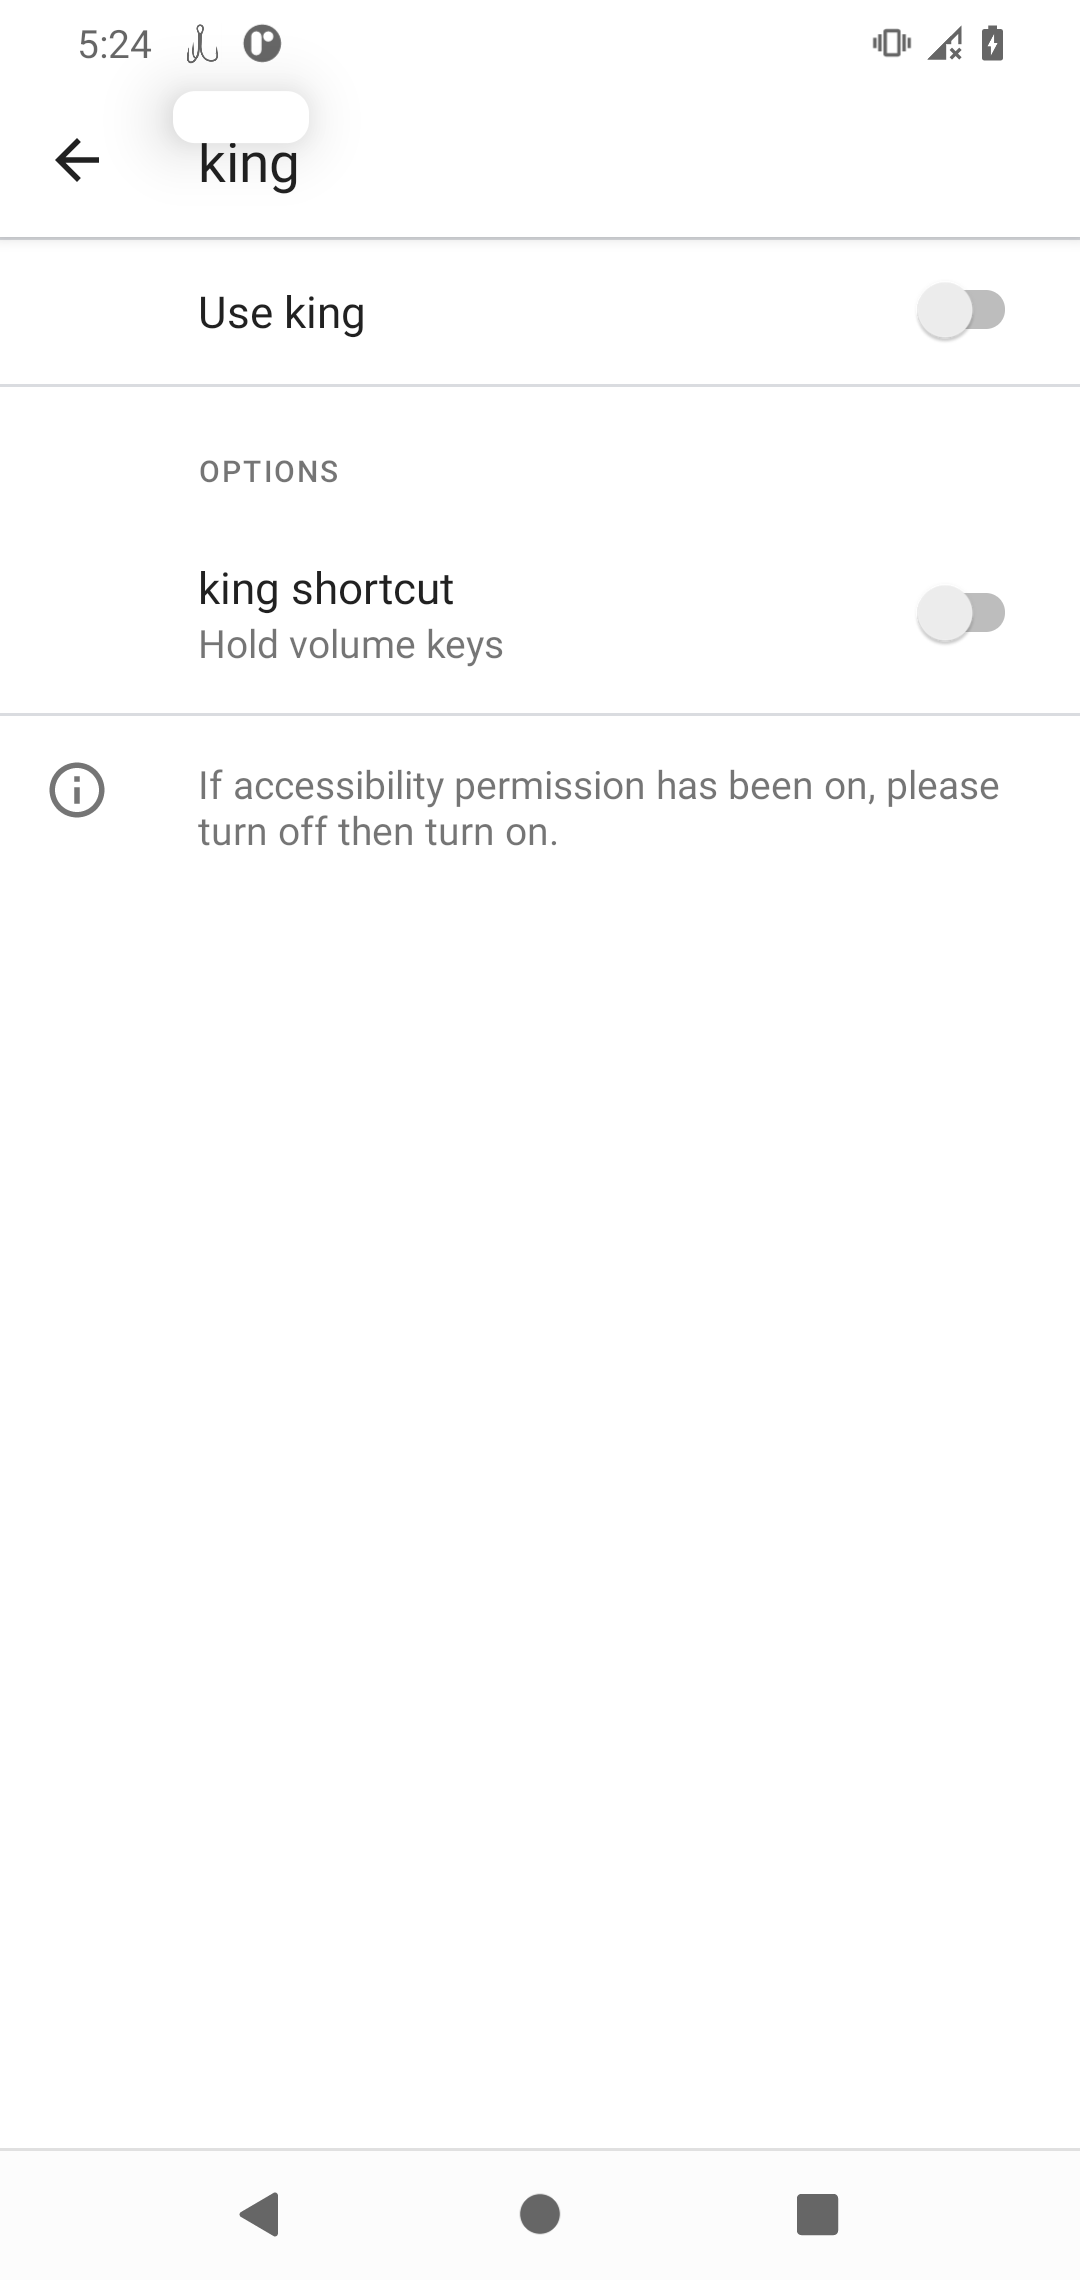 5:24
king
Use king
OPTIONS
king shortcut
Hold volume keys
If accessibility permission has been on, please
turn off then turn on.